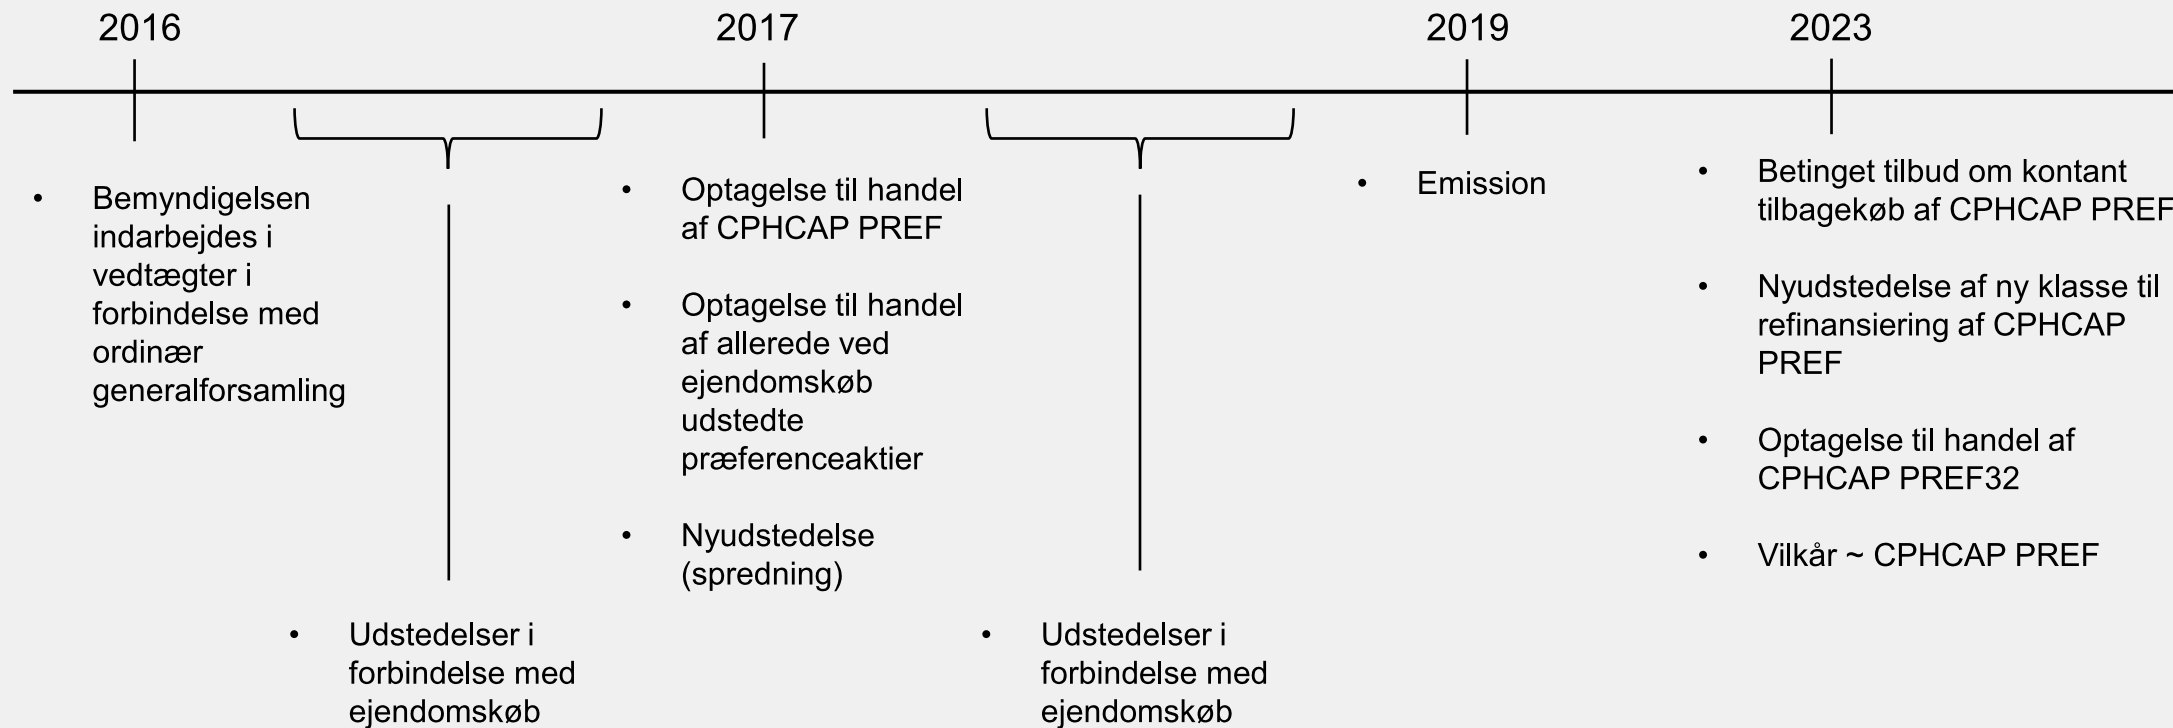 2016
2017
2019
2023
• Bemyndigelsen
indarbejdes i
vedtægter i
forbindelse med
ordinær
generalforsamling
• Udstedelser i
forbindelse med
ejendomskøb
• Optagelse til handel
af CPHCAP PREF
• Optagelse til handel
af allerede ved
ejendomskøb
udstedte
præferenceaktier
• Nyudstedelse
(spredning)
• Udstedelser i
forbindelse med
ejendomskøb
• Emission
• Betinget tilbud om kontant
tilbagekøb af CPHCAP PREF
• Nyudstedelse af ny klasse til
refinansiering af CPHCAP
PREF
• Optagelse til handel af
CPHCAP PREF32
• Vilkår ~ CPHCAP PREF